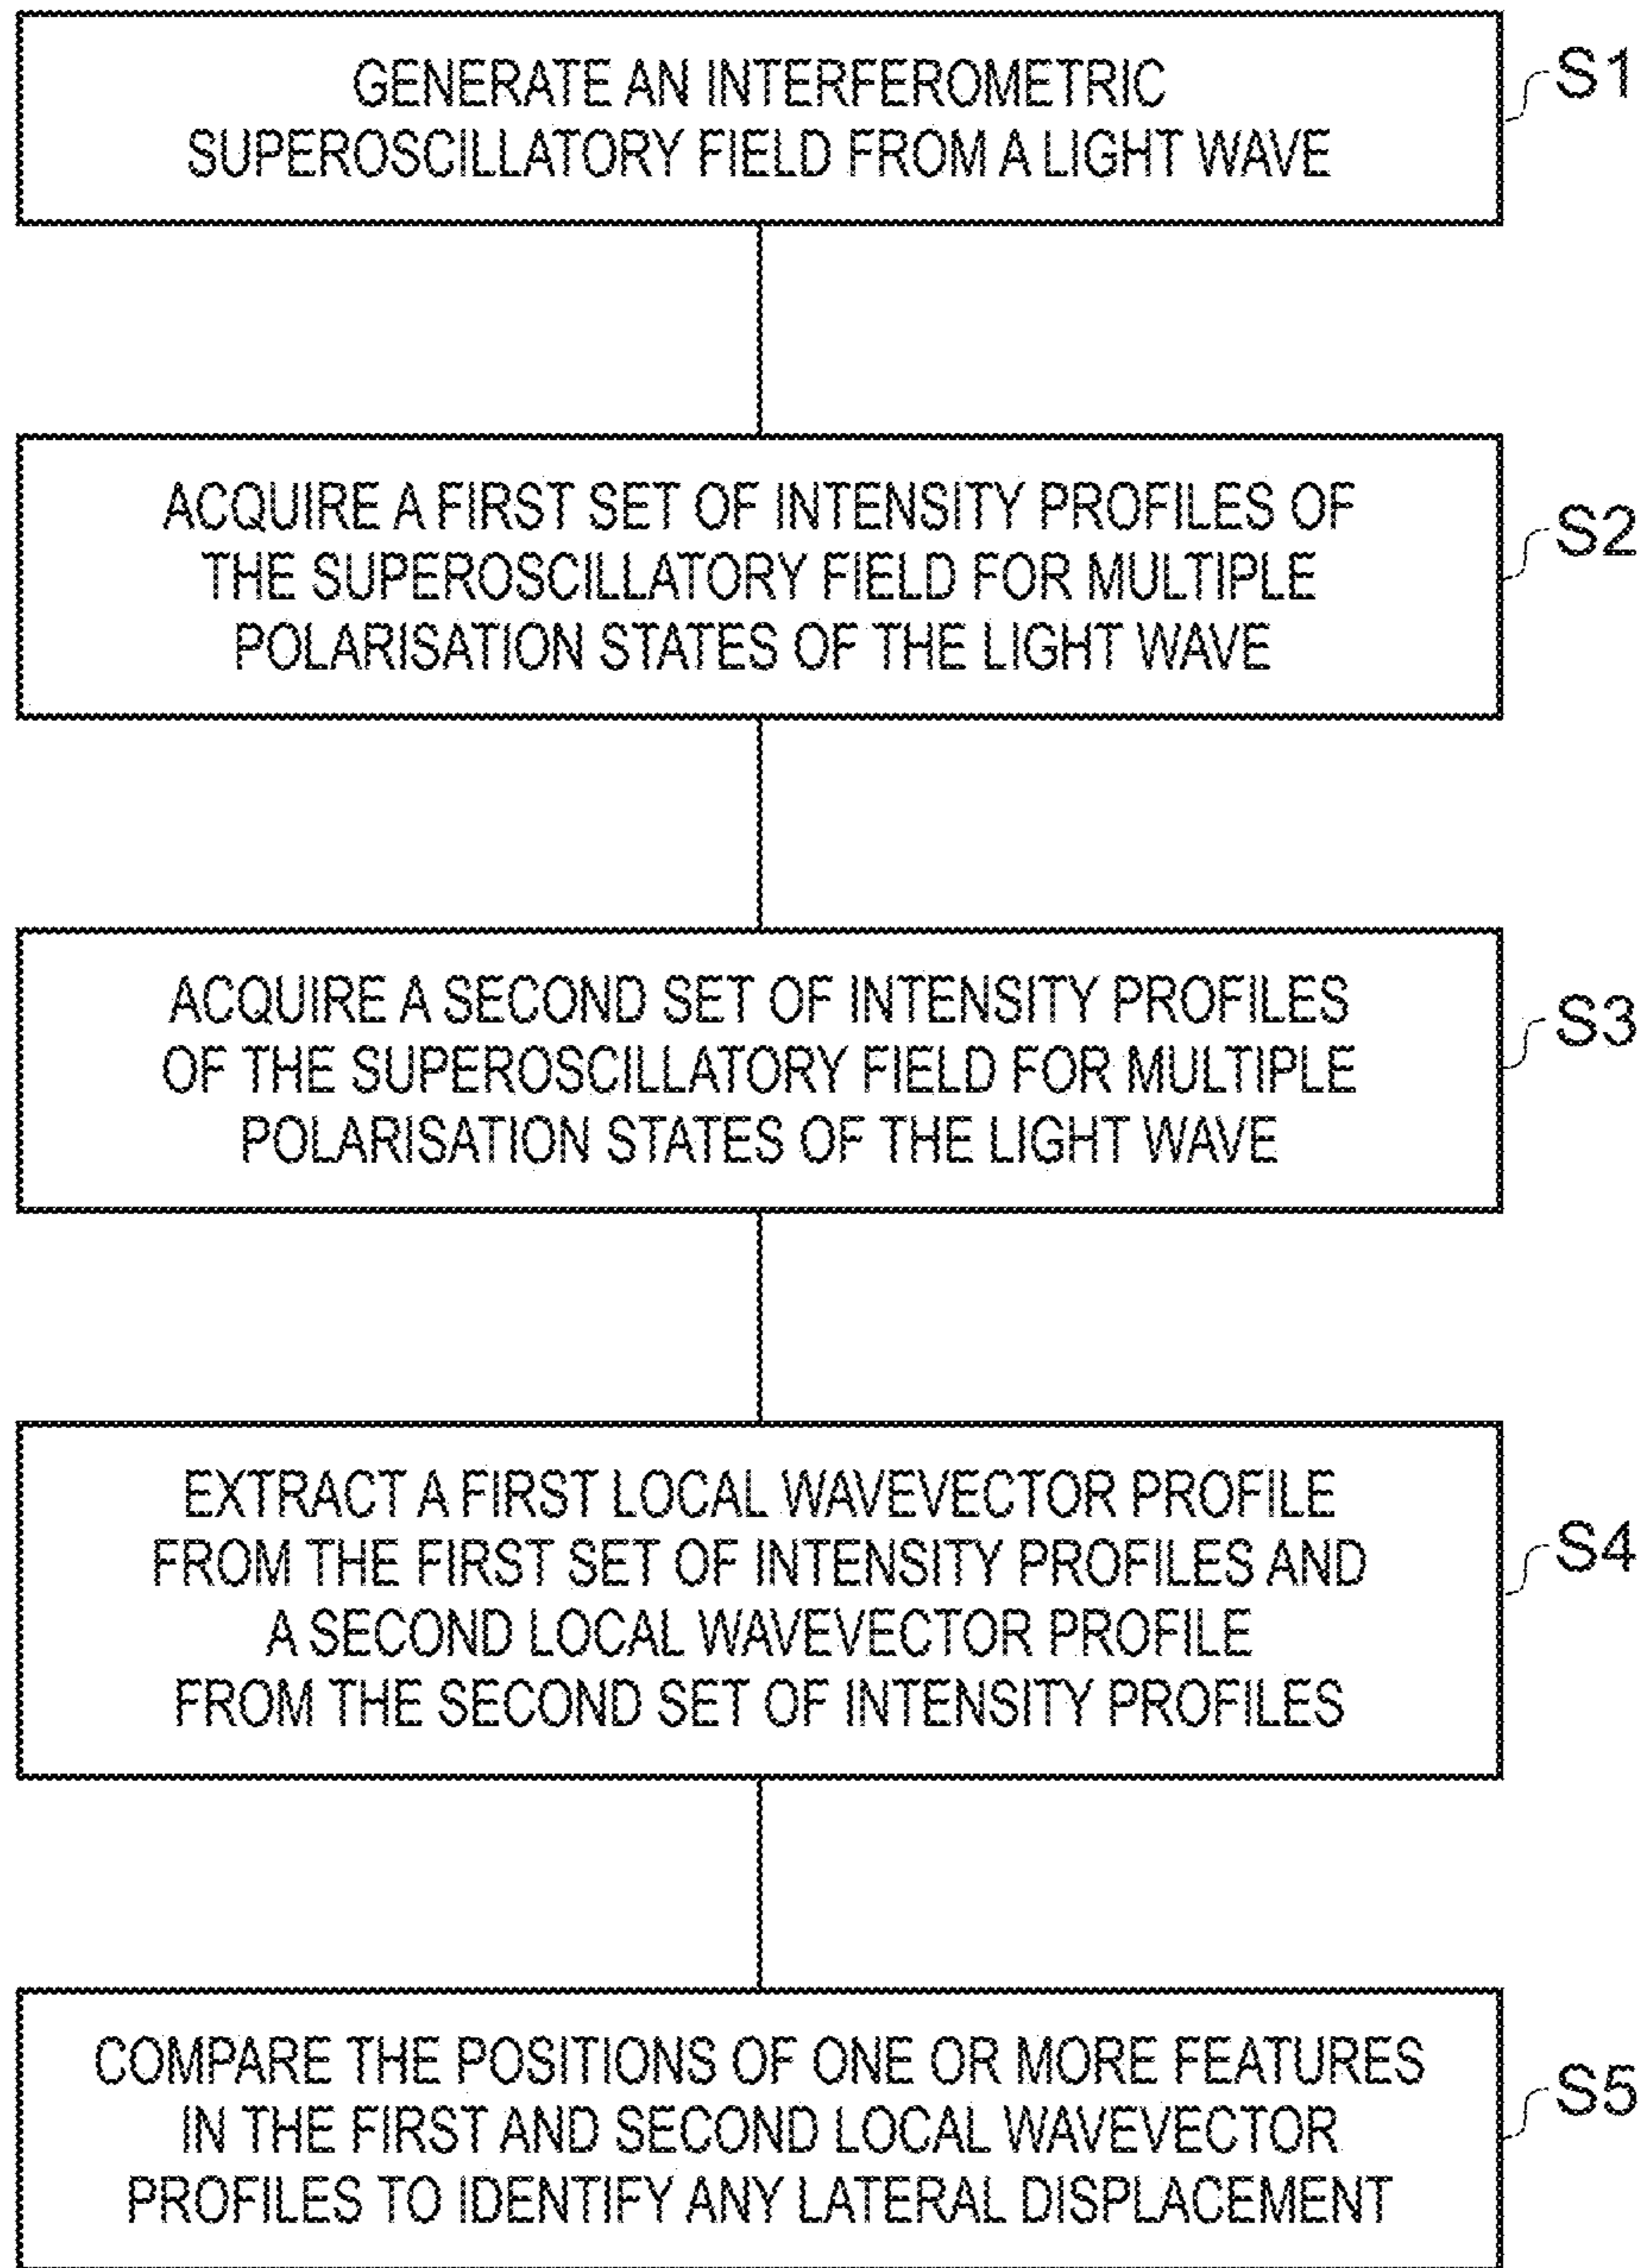 GENERATE AN INTERFEROMETRIC
SUPEROSCILLATORY FIELD FROM A LIGHT WAVE
S1
ACQUIRE A FIRST SET OF INTENSITY PROFILES OF
THE SUPEROSCILLATORY FIELD FOR MULTIPLE
POLARISATION STATES OF THE LIGHT WAVE
S2
ACQUIRE A SECOND SET OF INTENSITY PROFILES
OF THE SUPEROSCILLATORY FIELD FOR MULTIPLE
POLARISATION STATES OF THE LIGHT WAVE
S3
EXTRACT A FIRST LOCAL WAVEVECTOR PROFILE
FROM THE FIRST SET OF INTENSITY PROFILES AND
A SECOND LOCAL WAVEVECTOR PROFILE
FROM THE SECOND SET OF INTENSITY PROFILES
S4
COMPARE THE POSITIONS OF ONE OR MORE FEATURES
IN THE FIRST AND SECOND LOCAL WAVEVECTOR
PROFILES TO IDENTIFY ANY LATERAL DISPLACEMENT
S5